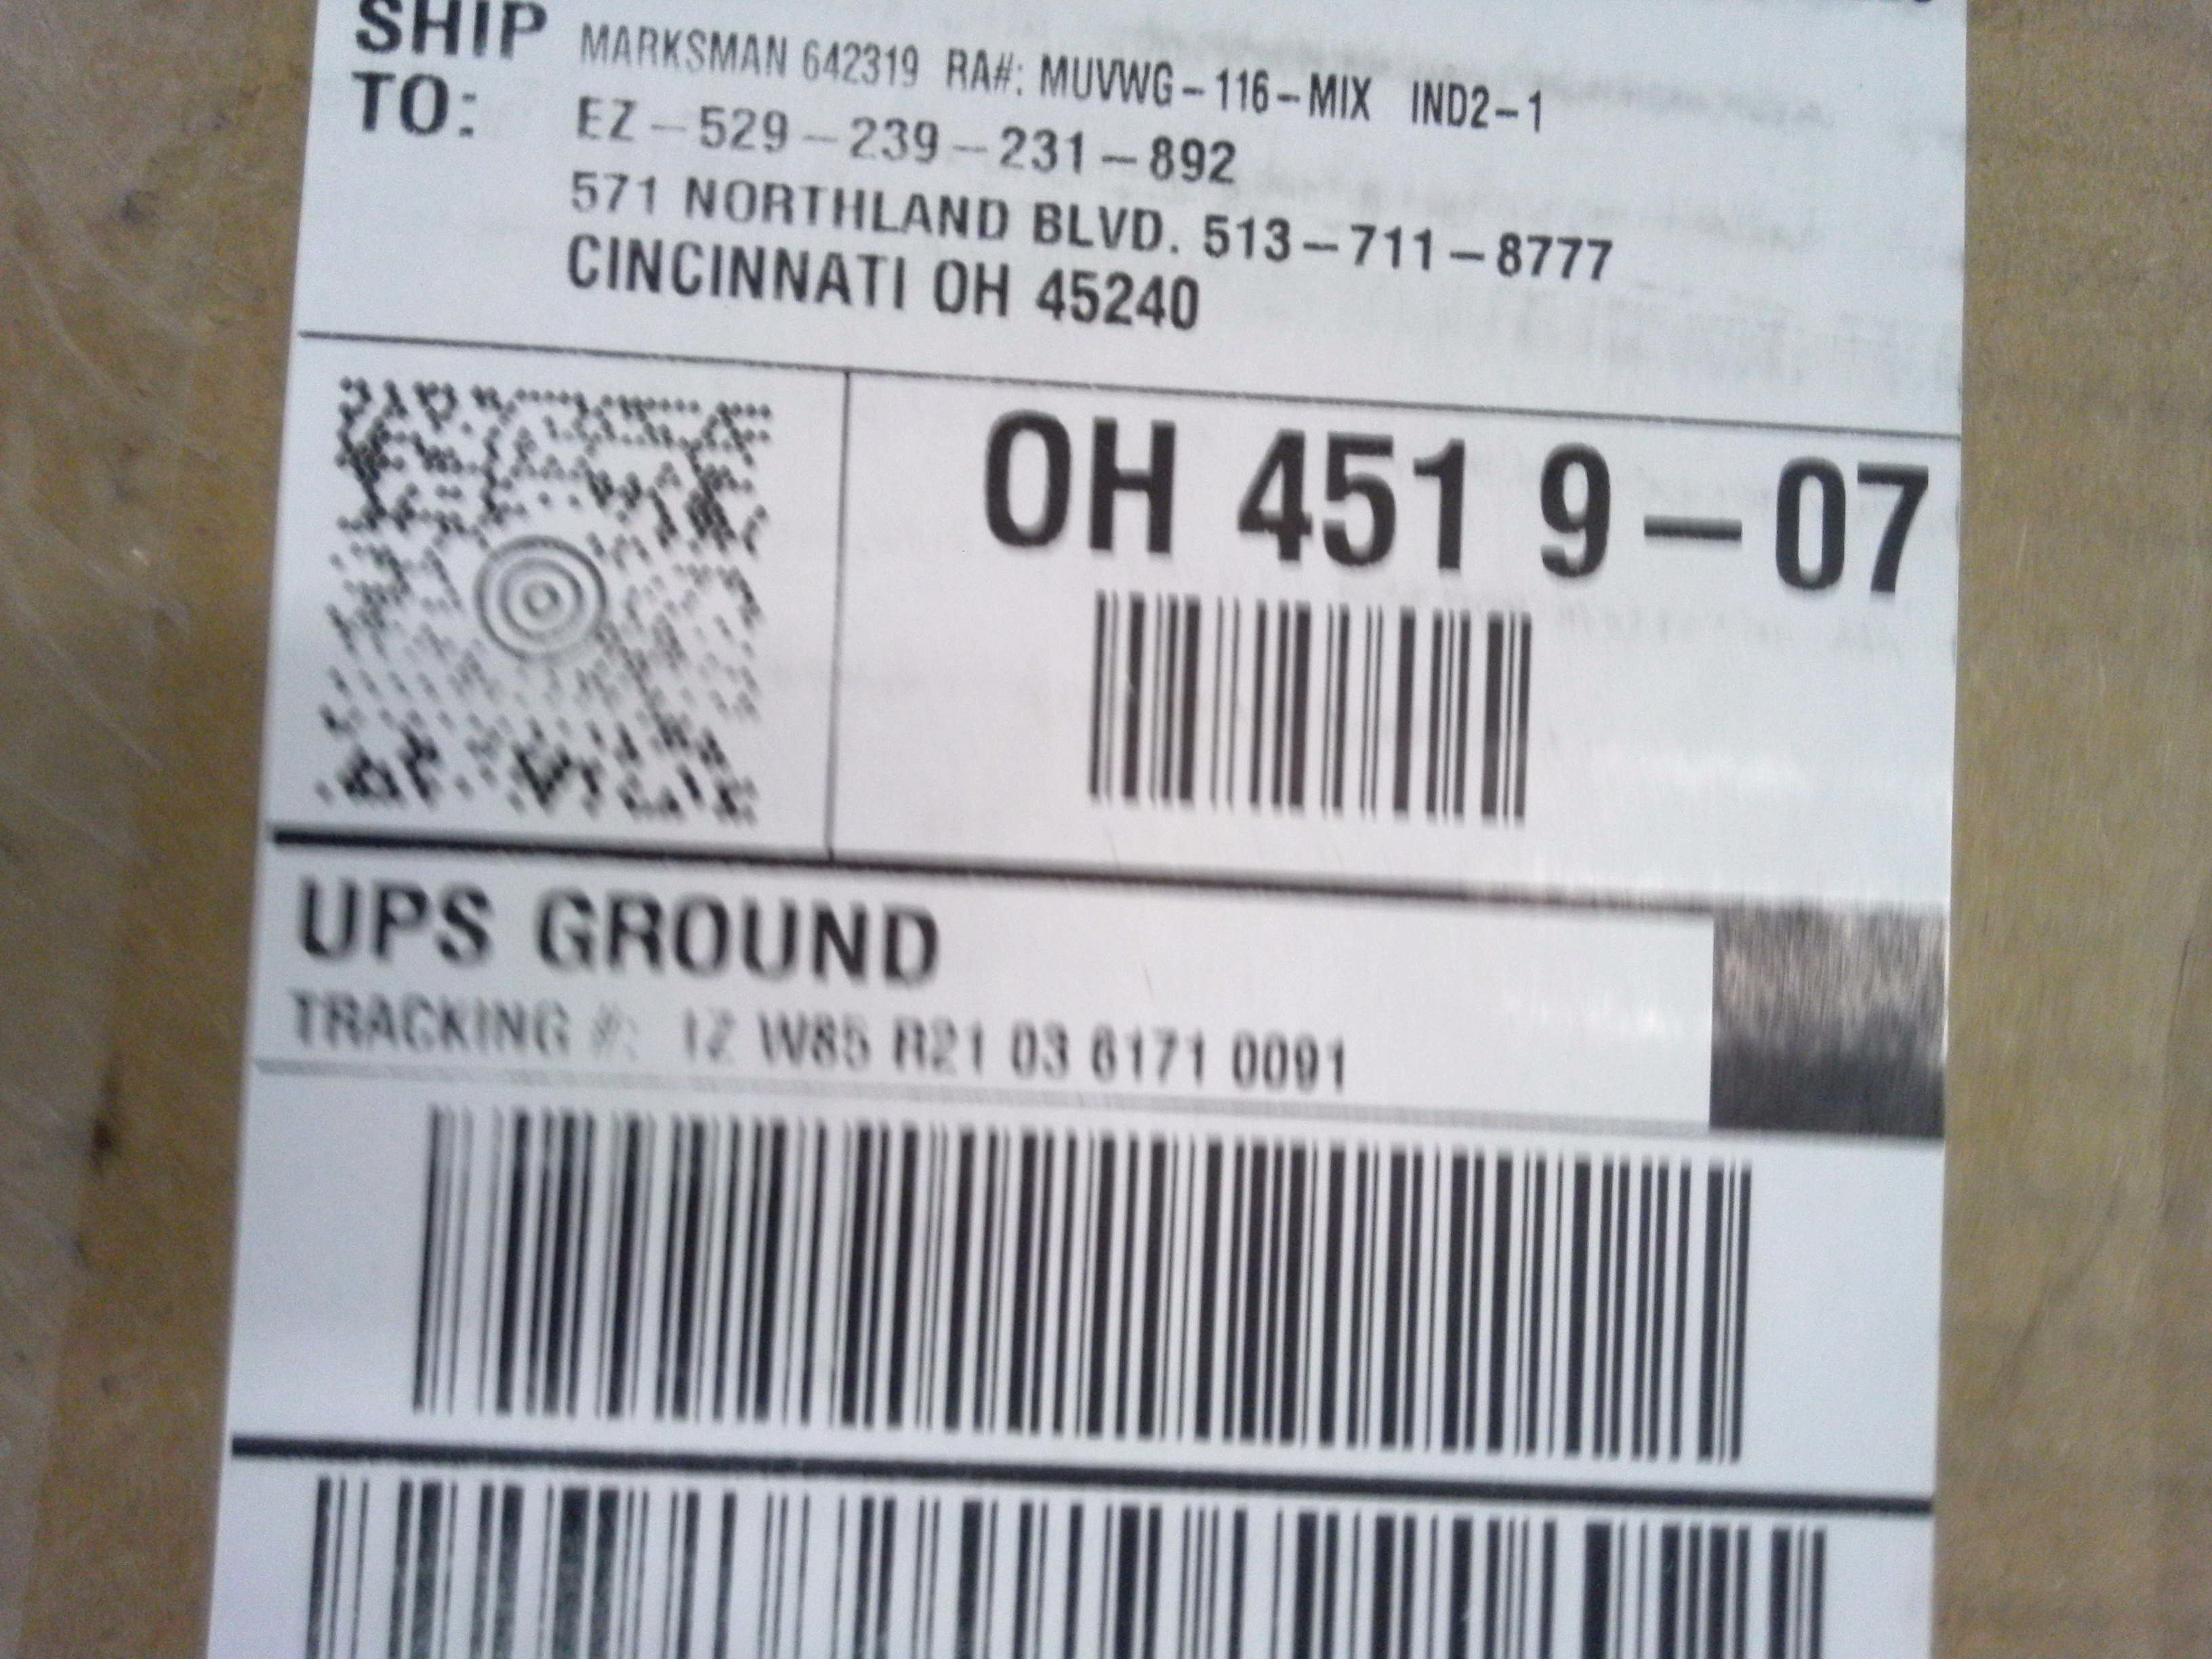 SHIP TO:
MARKSMAN 642319 RA#: MUVWG-116-MIX IND2-1
EZ-529-239-231-892
571 NORTHLAND BLVD. 513-711-8777
CINCINNATI OH 45240
OH 451 9-07
UPS GROUND
TRACKING #: 1Z W85 R21 03 6171 0091